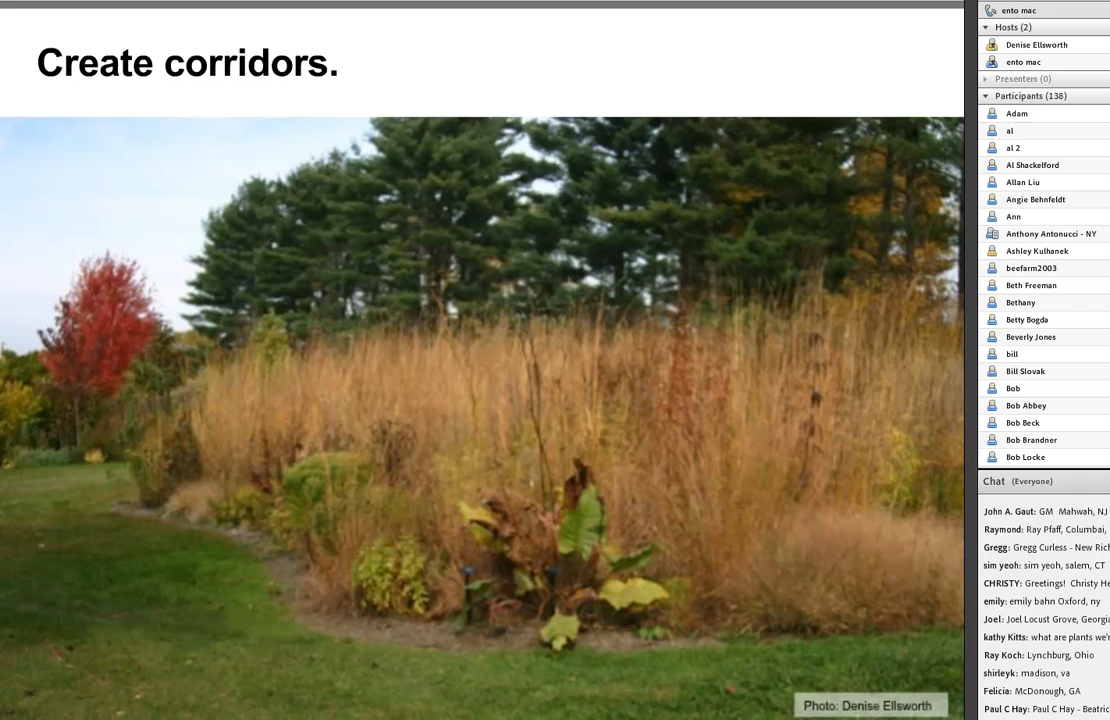 Create corridors.
Photo: Denise Ellsworth
ento mac
Hosts (2)
Denise Ellsworth
ento mac
Presenters (0)
Participants (138)
Adam
al
al 2
Al Shackelford
Allan Liu
Angie Behnfeldt
Ann
Anthony Antonucci - NY
Ashley Kulhanek
beefarm2003
Beth Freeman
Bethany
Betty Bogda
Beverly Jones
bill
Bill Slovak
Bob
Bob Abbey
Bob Beck
Bob Brandner
Bob Locke
Chat (Everyone)
John A. Gaut: GM Mahwah, NJ
Raymond: Ray Pfaff, Columbai,
Gregg: Gregg Curless - New Rich
sim yeoh: sim yeoh, salem, CT
CHRISTY: Greetings! Christy He
emily: emily bahn Oxford, ny
Joel: Joel Locust Grove, Georgia
kathy Kitts: what are plants we'r
Ray Koch: Lynchburg, Ohio
shirleyk: madison, va
Felicia: McDonough, GA
Paul C Hay: Paul C Hay - Beatric